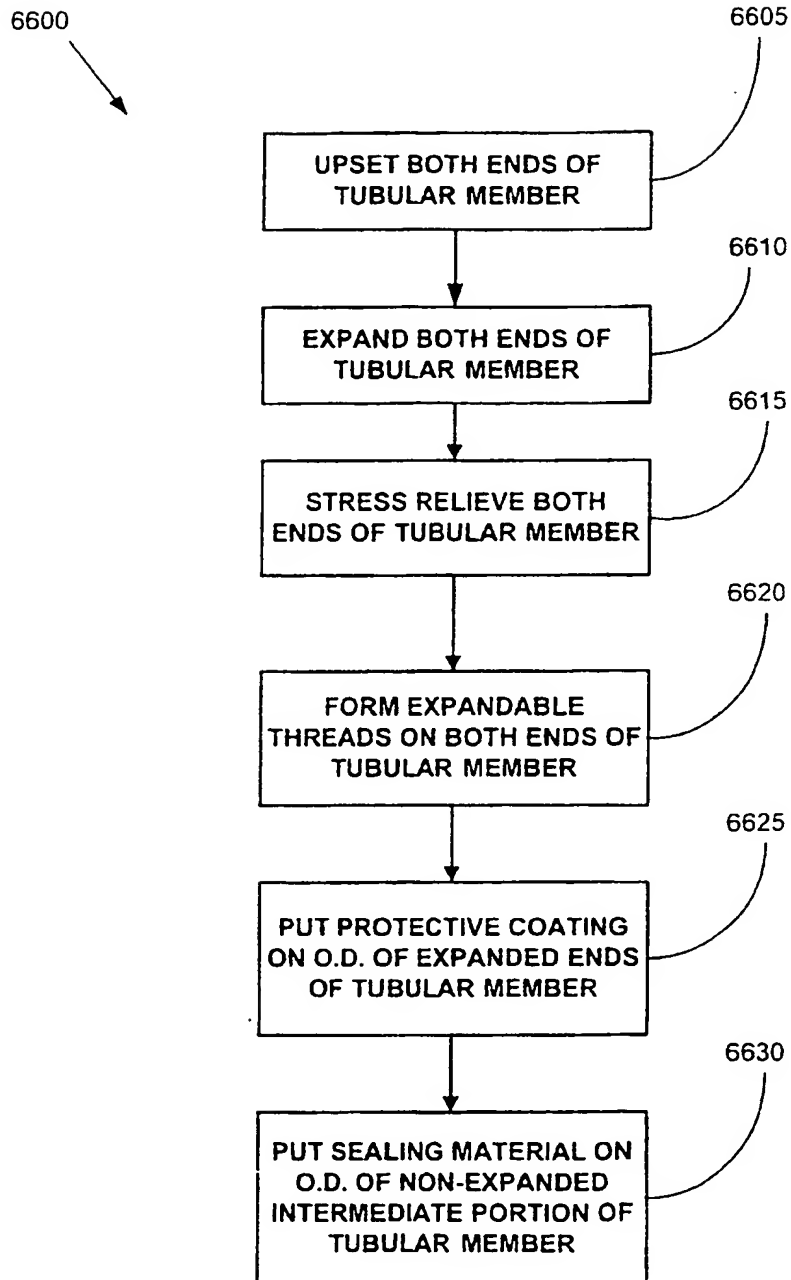 6600
6605
UPSET BOTH ENDS OF
TUBULAR MEMBER
6610
EXPAND BOTH ENDS OF
TUBULAR MEMBER
6615
STRESS RELIEVE BOTH
ENDS OF TUBULAR MEMBER
6620
FORM EXPANDABLE
THREADS ON BOTH ENDS OF
TUBULAR MEMBER
6625
PUT PROTECTIVE COATING
ON O.D. OF EXPANDED ENDS
OF TUBULAR MEMBER
6630
PUT SEALING MATERIAL ON
O.D. OF NON-EXPANDED
INTERMEDIATE PORTION OF
TUBULAR MEMBER